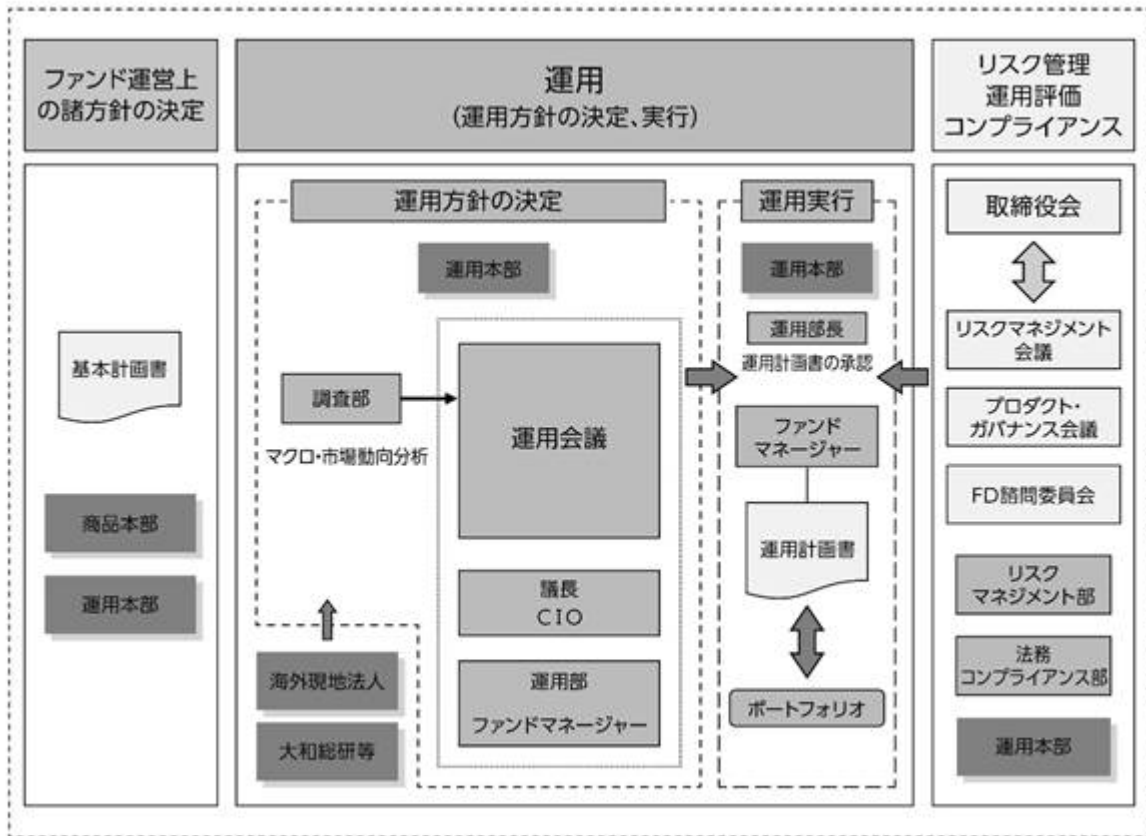 ファンド運営上
の諸方針の決定
運用
(運用方針の決定、実行)
リスク管理
運用評価
コンプライアンス
基本計画書
商品本部
運用本部
運用方針の決定
運用本部
調査部
マクロ・市場動向分析
運用会議
議長
CIO
運用部
ファンドマネージャー
海外現地法人
大和総研等
運用実行
運用本部
運用部長
運用計画書の承認
ファンド
マネージャー
運用計画書
ポートフォリオ
取締役会
リスクマネジメント
会議
プロダクト・
ガバナンス会議
FD諮問委員会
リスク
マネジメント部
法務
コンプライアンス部
運用本部